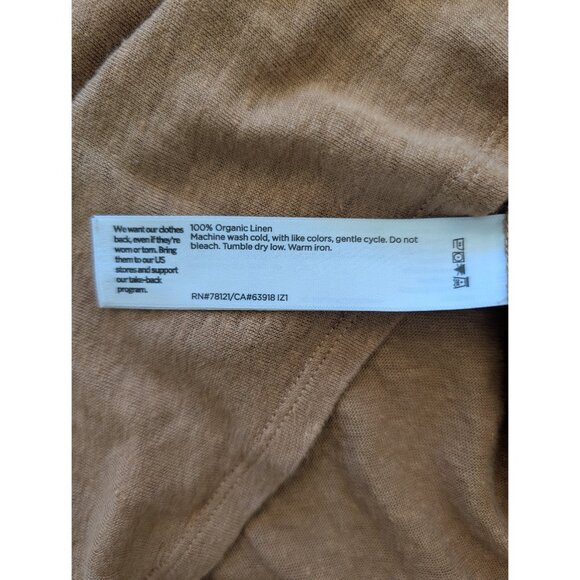 We want our clothes
back, even if they're
worn or torn. Bring
them to our US
stores and support
our take-back
program.
100% Organic Linen
Machine wash cold, with like colors, gentle cycle. Do not
bleach. Tumble dry low. Warm iron.
RN#78121/CA#63918 IZ1